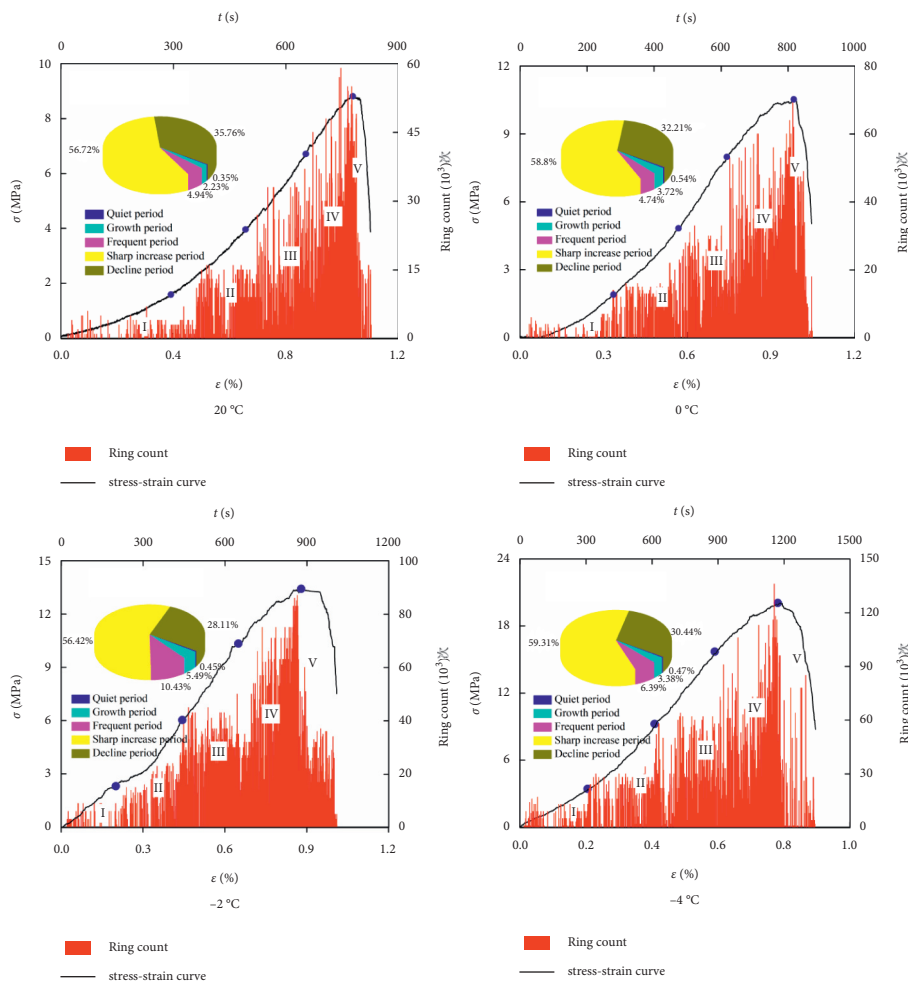 t (s)
0 300 600 900
10 60
8 45
6 30
4 15
2
0 0
0.0 0.4 0.8 1.2
σ (MPa)
Ring count (10³)次
56.72% 35.76%
0.35%
2.23%
4.94%
Quiet period
Growth period
Frequent period
Sharp increase period
Decline period
I II III IV V
ε (%)
20 °C
Ring count
stress-strain curve
t (s)
0 200 400 600 800 1000
12 80
9 60
6 40
3 20
0 0
0.0 0.3 0.6 0.9 1.2
σ (MPa)
Ring count (10³)次
58.8% 32.21%
0.54%
3.72%
4.74%
Quiet period
Growth period
Frequent period
Sharp increase period
Decline period
I II III IV V
ε (%)
0 °C
Ring count
stress-strain curve
t (s)
0 300 600 900 1200
15 100
12 80
9 60
6 40
3 20
0 0
0.0 0.3 0.6 0.9 1.2
σ (MPa)
Ring count (10³)次
56.42% 28.11%
0.45%
5.49%
10.43%
Quiet period
Growth period
Frequent period
Sharp increase period
Decline period
I II III IV V
ε (%)
–2 °C
Ring count
stress-strain curve
t (s)
0 300 600 900 1200 1500
24 150
18 120
12 90
6 60
0 30
0
0.0 0.2 0.4 0.6 0.8 1.0
σ (MPa)
Ring count (10³)次
59.31% 30.44%
0.47%
3.38%
6.39%
Quiet period
Growth period
Frequent period
Sharp increase period
Decline period
I II III IV V
ε (%)
–4 °C
Ring count
stress-strain curve